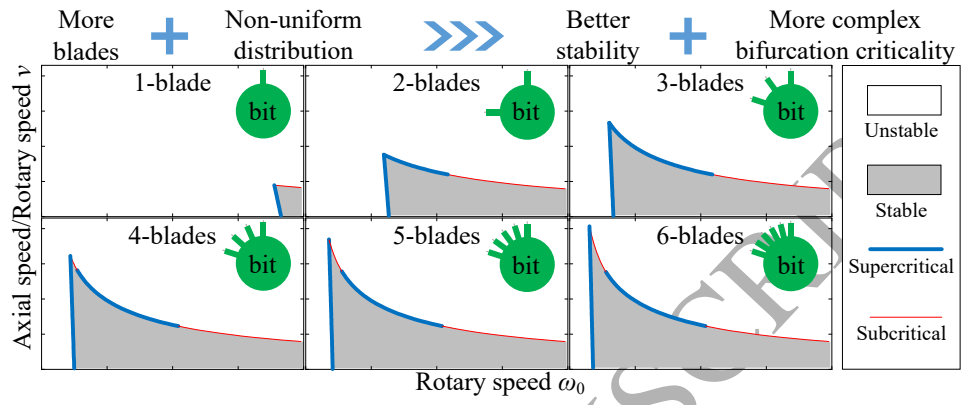 More
blades
Non-uniform
distribution
Better
stability
More complex
bifurcation criticality
Axial speed/Rotary speed v
1-blade
bit
2-blades
bit
3-blades
bit
4-blades
bit
5-blades
bit
6-blades
bit
Rotary speed ω0
Unstable
Stable
Supercritical
Subcritical